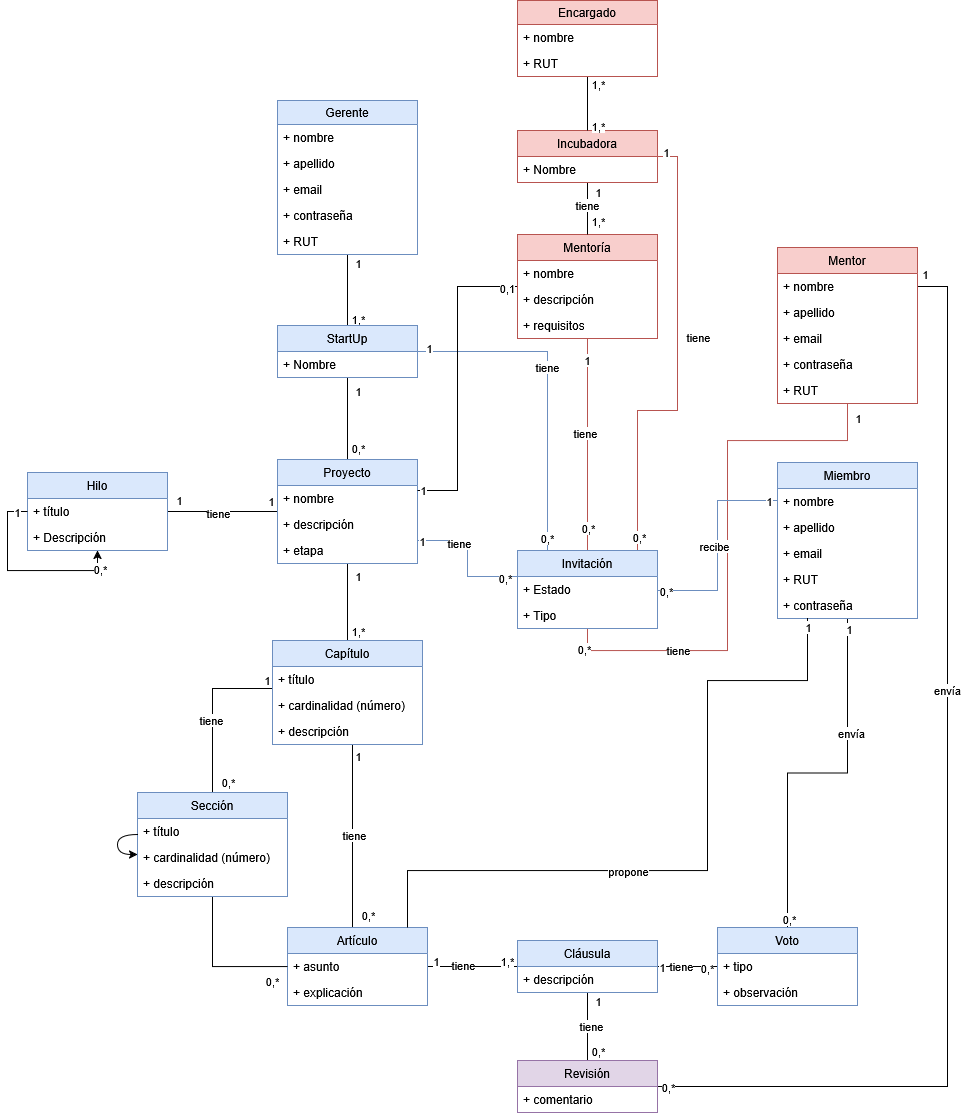 Encargado
+ nombre
+ RUT
1,*
1,*
Incubadora
+ Nombre
1
1
tiene
1,*
Gerente
+ nombre
+ apellido
+ email
+ contraseña
+ RUT
1
1,*
Mentoría
+ nombre
+ descripción
+ requisitos
0,1
1
tiene
tiene
Mentor
+ nombre
+ apellido
+ email
+ contraseña
+ RUT
1
1
StartUp
+ Nombre
1
tiene
1
0,*
Proyecto
+ nombre
+ descripción
+ etapa
1
1
1
tiene
0,*
1
Hilo
+ título
+ Descripción
1
0,*
1
tiene
0,*
0,*
0,*
Invitación
+ Estado
+ Tipo
0,*
recibe
1
0,*
tiene
Miembro
+ nombre
+ apellido
+ email
+ RUT
+ contraseña
1
1
1,*
Capítulo
+ título
+ cardinalidad (número)
+ descripción
1
tiene
0,*
1
tiene
0,*
Sección
+ título
+ cardinalidad (número)
+ descripción
0,*
propone
envía
envía
0,*
Artículo
+ asunto
+ explicación
1
tiene
1,*
Cláusula
+ descripción
1
tiene
0,*
Voto
+ tipo
+ observación
1
tiene
0,*
Revisión
+ comentario
0,*